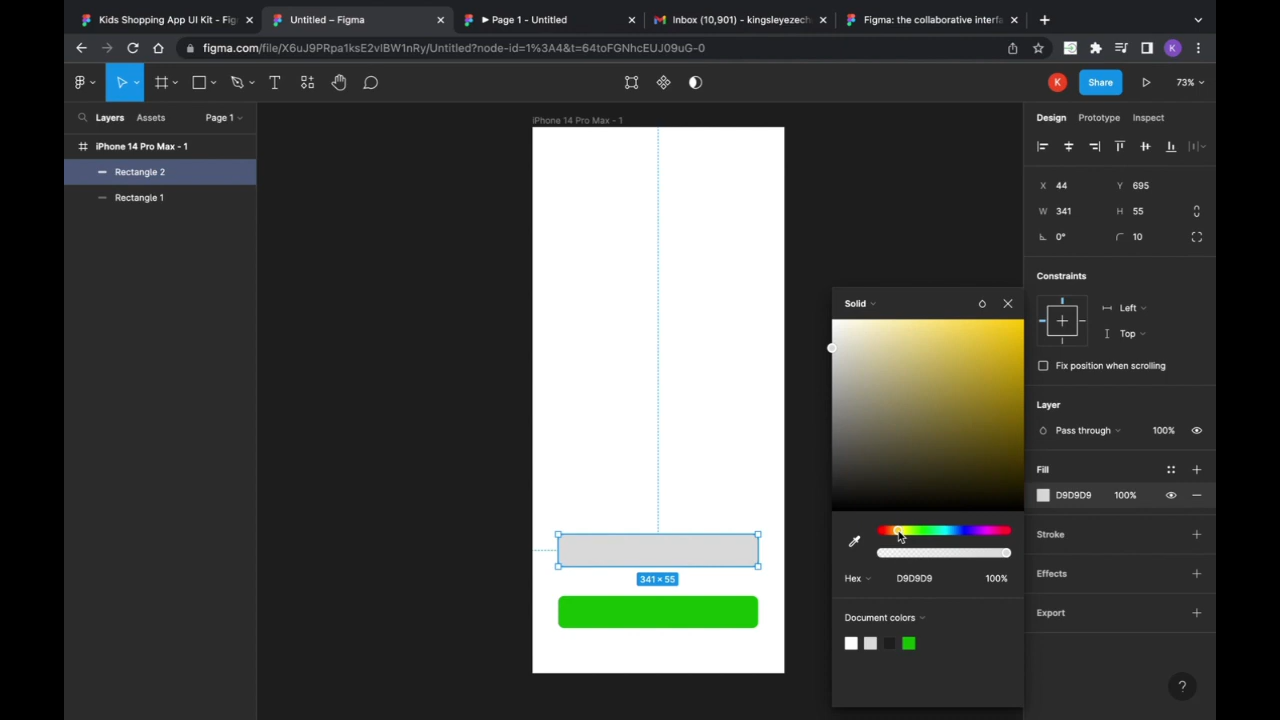 Kids Shopping App UI Kit - Fig
Untitled – Figma
Page 1 - Untitled
Inbox (10,901) - kingsleyezech
Figma: the collaborative interfa
figma.com/file/X6uJ9PRpa1ksE2vIBW1nRy/Untitled?node-id=1%3A4&t=64toFGNhcEUJ09uG-0
K
K
Share
73%
Layers
Assets
Page 1
iPhone 14 Pro Max - 1
Rectangle 2
Rectangle 1
iPhone 14 Pro Max - 1
341 × 55
Design
Prototype
Inspect
X 44
Y 695
W 341
H 55
0°
10
Constraints
Left
Top
Fix position when scrolling
Layer
Pass through
100%
Fill
D9D9D9
100%
Stroke
Effects
Export
Solid
Hex
D9D9D9
100%
Document colors
?